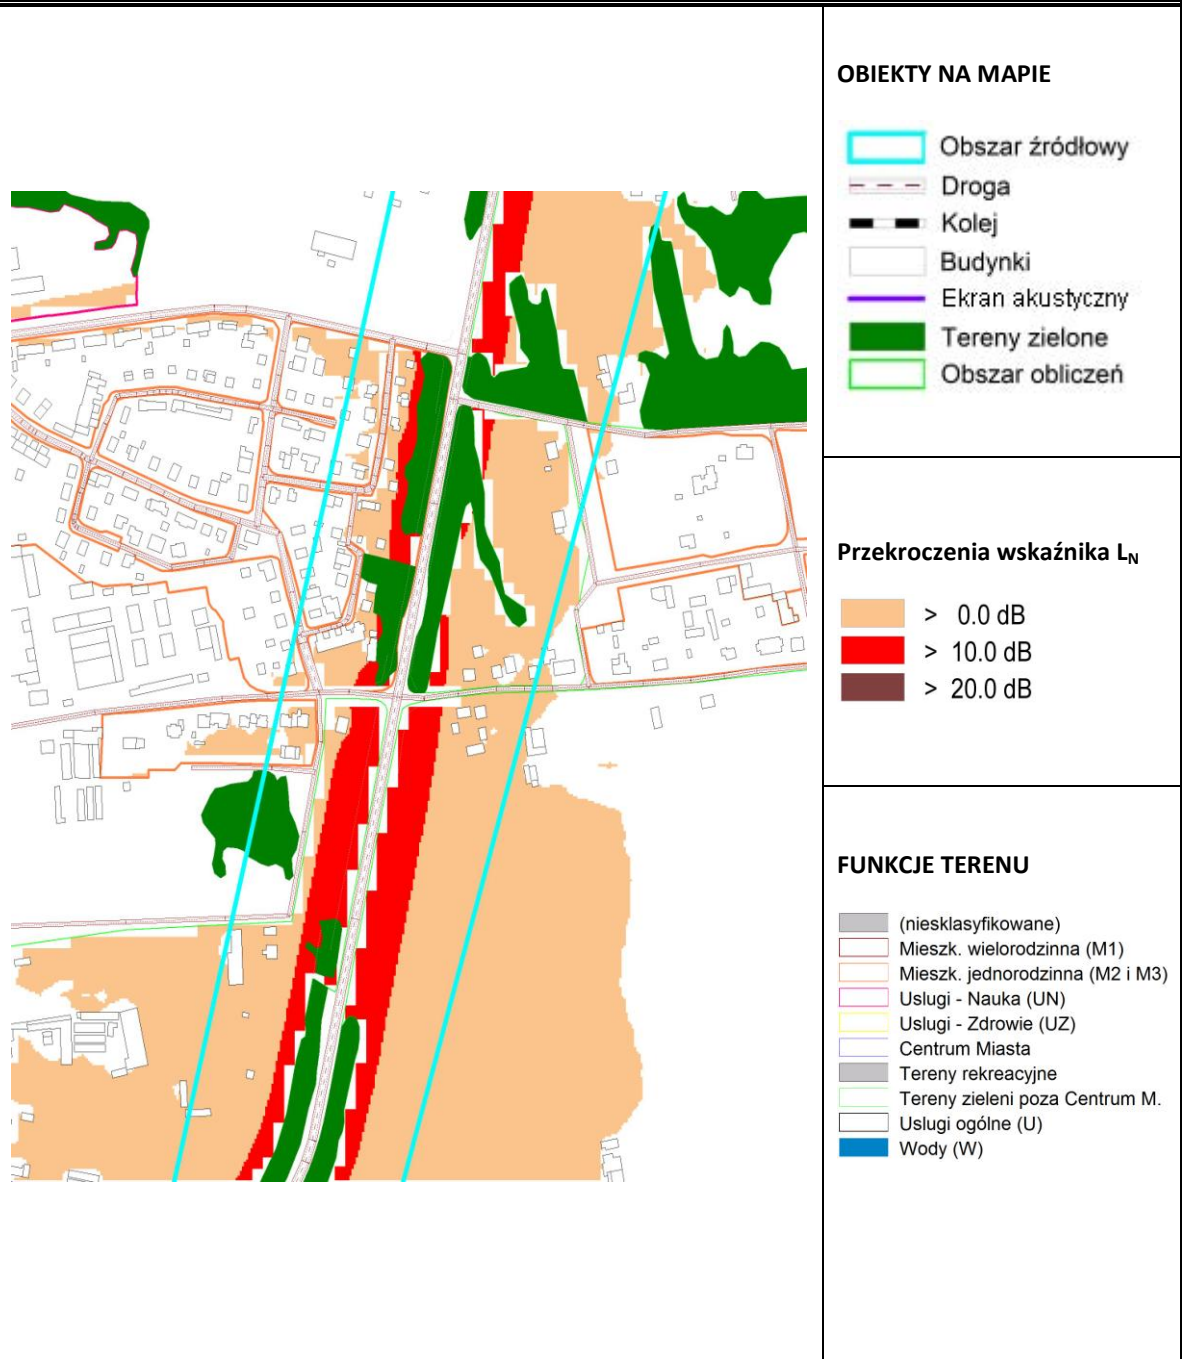 OBIEKTY NA MAPIE
Obszar źródłowy
Droga
Kolej
Budynki
Ekran akustyczny
Tereny zielone
Obszar obliczeń
Przekroczenia wskaźnika LN
> 0.0 dB
> 10.0 dB
> 20.0 dB
FUNKCJE TERENU
(niesklasyfikowane)
Mieszk. wielorodzinna (M1)
Mieszk. jednorodzinna (M2 i M3)
Uslugi - Nauka (UN)
Uslugi - Zdrowie (UZ)
Centrum Miasta
Tereny rekreacyjne
Tereny zieleni poza Centrum M.
Uslugi ogólne (U)
Wody (W)